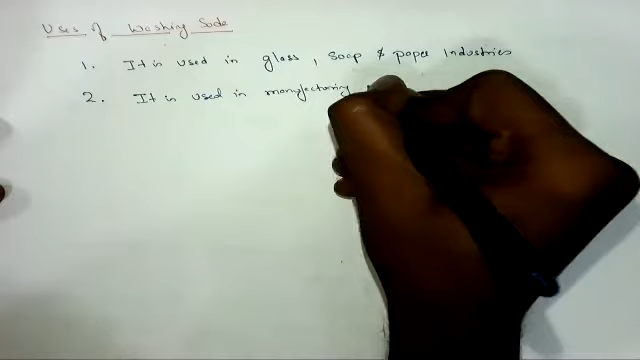 Uses of Washing Soda
1. It is used in glass, soap & paper Industries
2. It is used in manufacturing